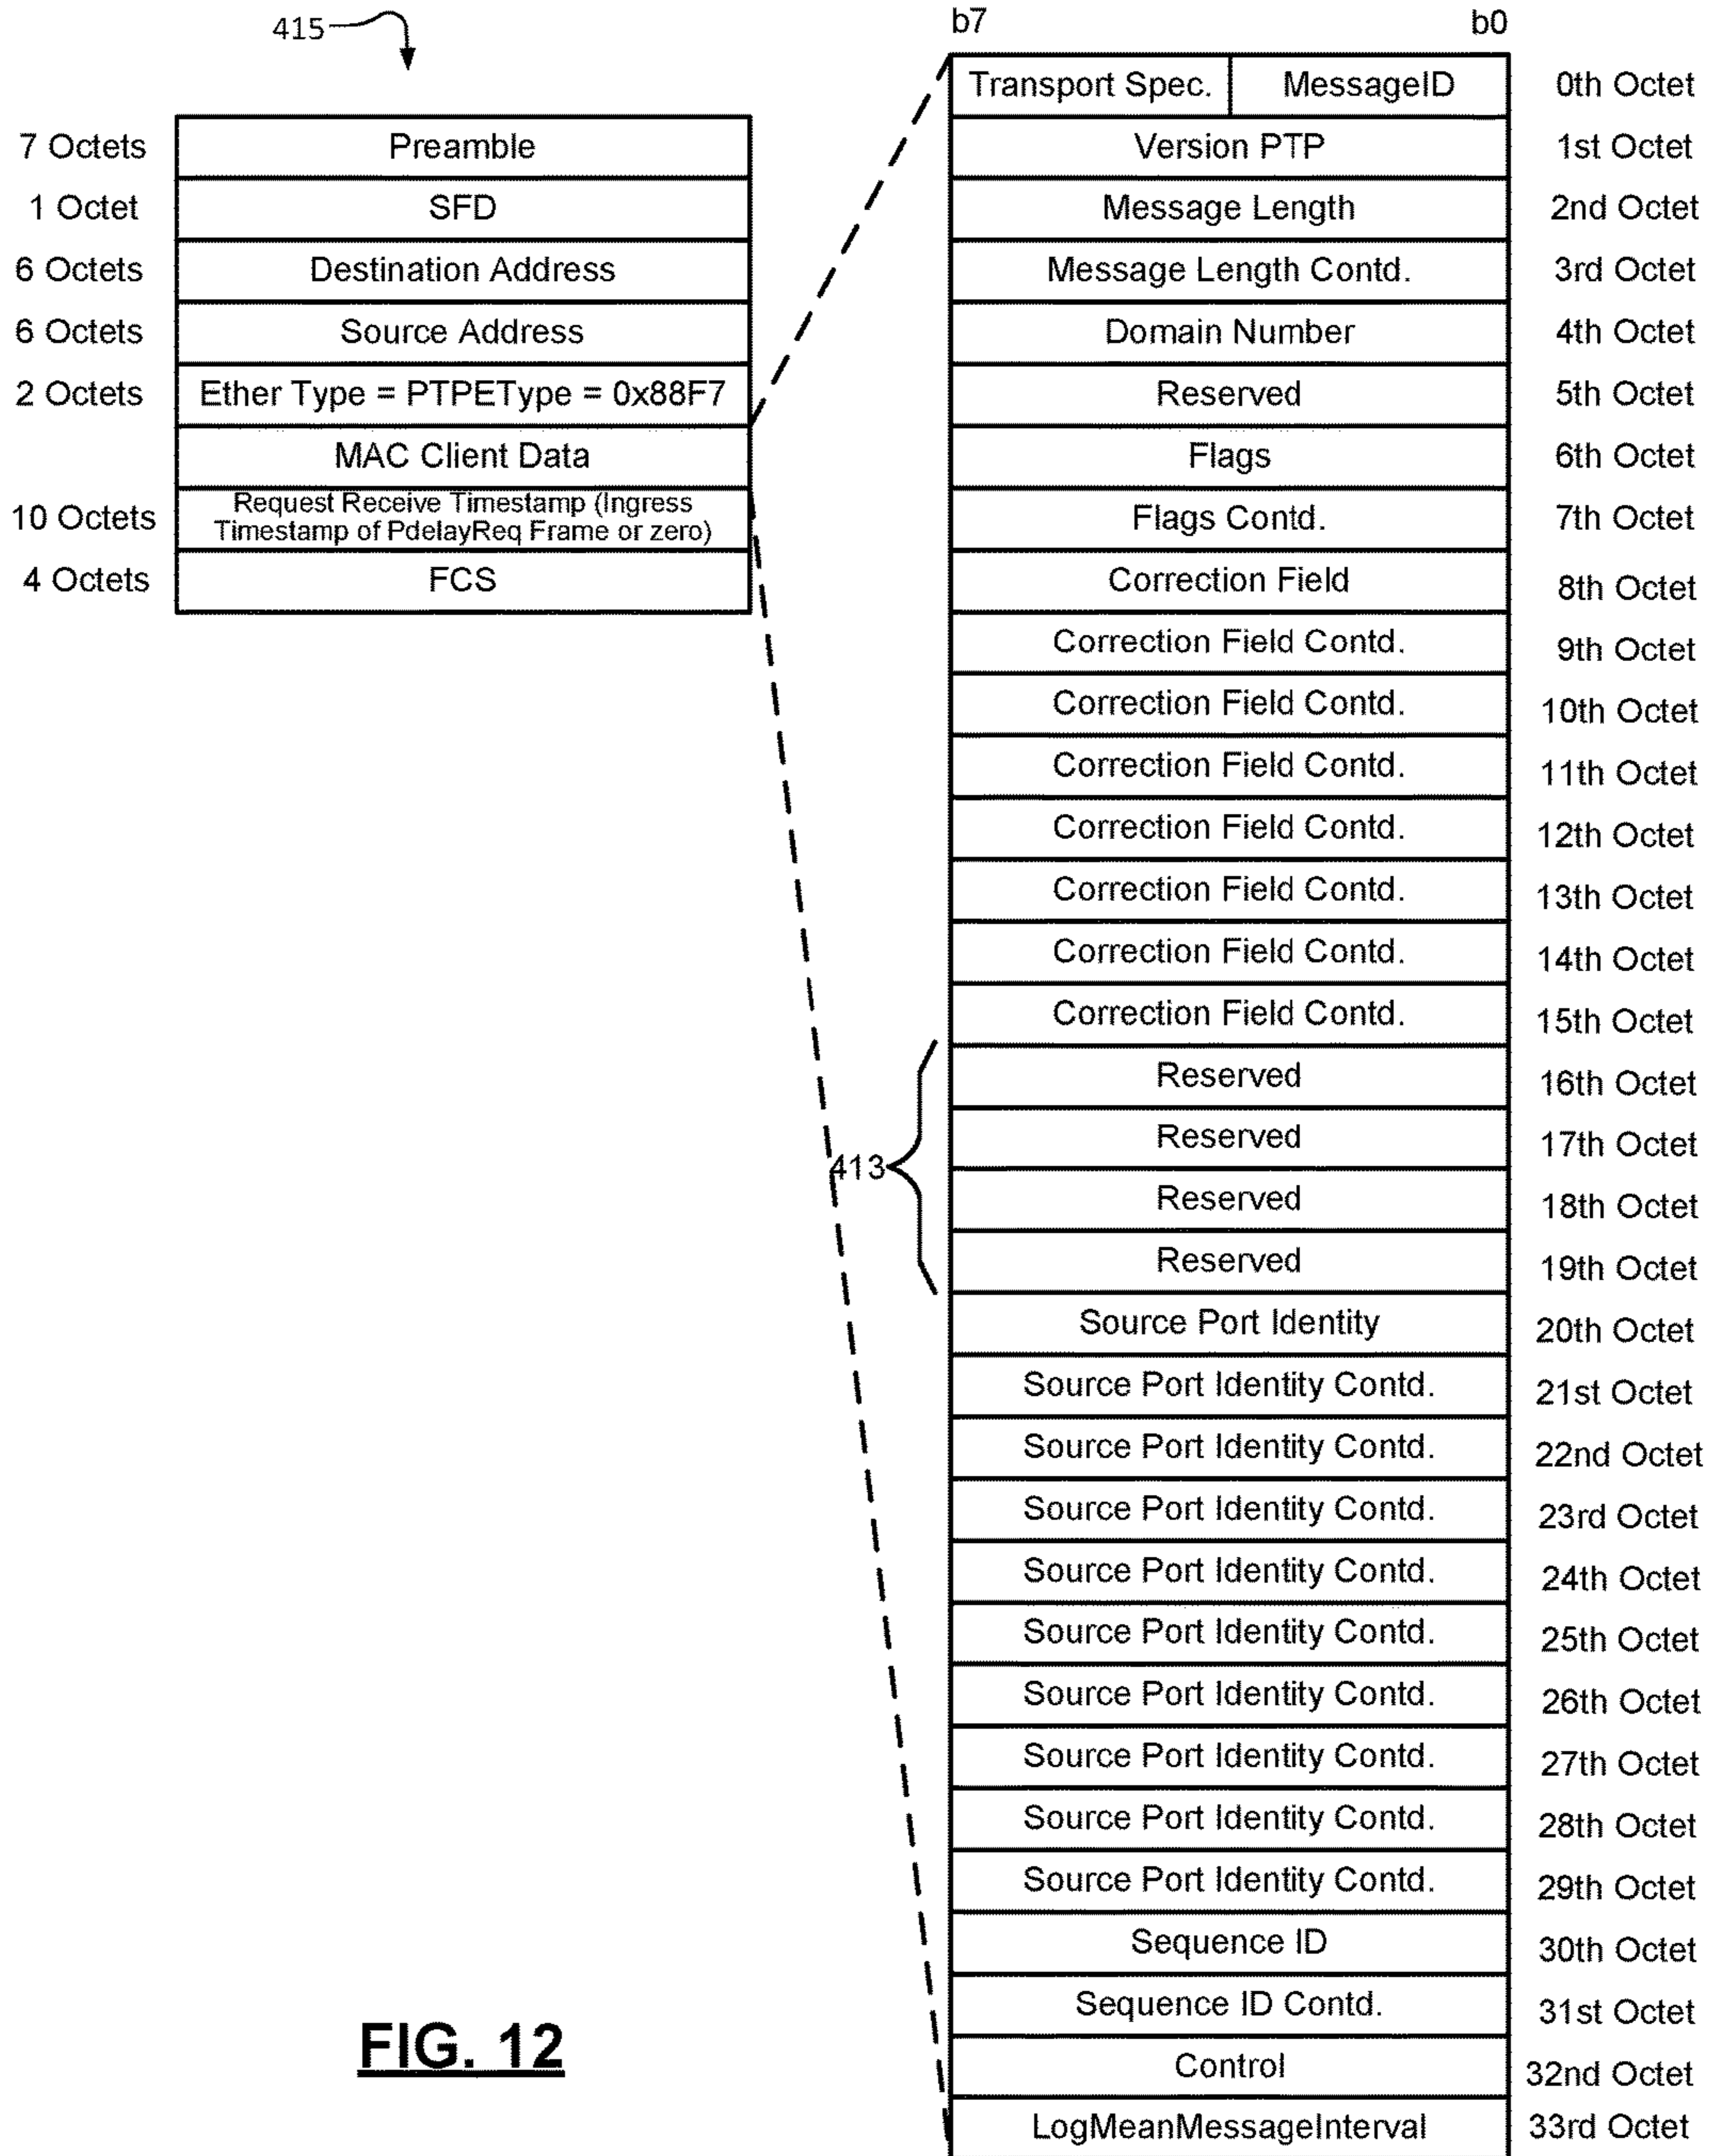 415
7 Octets Preamble
1 Octet SFD
6 Octets Destination Address
6 Octets Source Address
2 Octets Ether Type = PTPEType = 0x88F7
MAC Client Data
10 Octets Request Receive Timestamp (Ingress
Timestamp of PdelayReq Frame or zero)
4 Octets FCS
b7 b0
Transport Spec. MessageID 0th Octet
Version PTP 1st Octet
Message Length 2nd Octet
Message Length Contd. 3rd Octet
Domain Number 4th Octet
Reserved 5th Octet
Flags 6th Octet
Flags Contd. 7th Octet
Correction Field 8th Octet
Correction Field Contd. 9th Octet
Correction Field Contd. 10th Octet
Correction Field Contd. 11th Octet
Correction Field Contd. 12th Octet
Correction Field Contd. 13th Octet
Correction Field Contd. 14th Octet
Correction Field Contd. 15th Octet
413
Reserved 16th Octet
Reserved 17th Octet
Reserved 18th Octet
Reserved 19th Octet
Source Port Identity 20th Octet
Source Port Identity Contd. 21st Octet
Source Port Identity Contd. 22nd Octet
Source Port Identity Contd. 23rd Octet
Source Port Identity Contd. 24th Octet
Source Port Identity Contd. 25th Octet
Source Port Identity Contd. 26th Octet
Source Port Identity Contd. 27th Octet
Source Port Identity Contd. 28th Octet
Source Port Identity Contd. 29th Octet
Sequence ID 30th Octet
Sequence ID Contd. 31st Octet
Control 32nd Octet
LogMeanMessageInterval 33rd Octet
FIG. 12